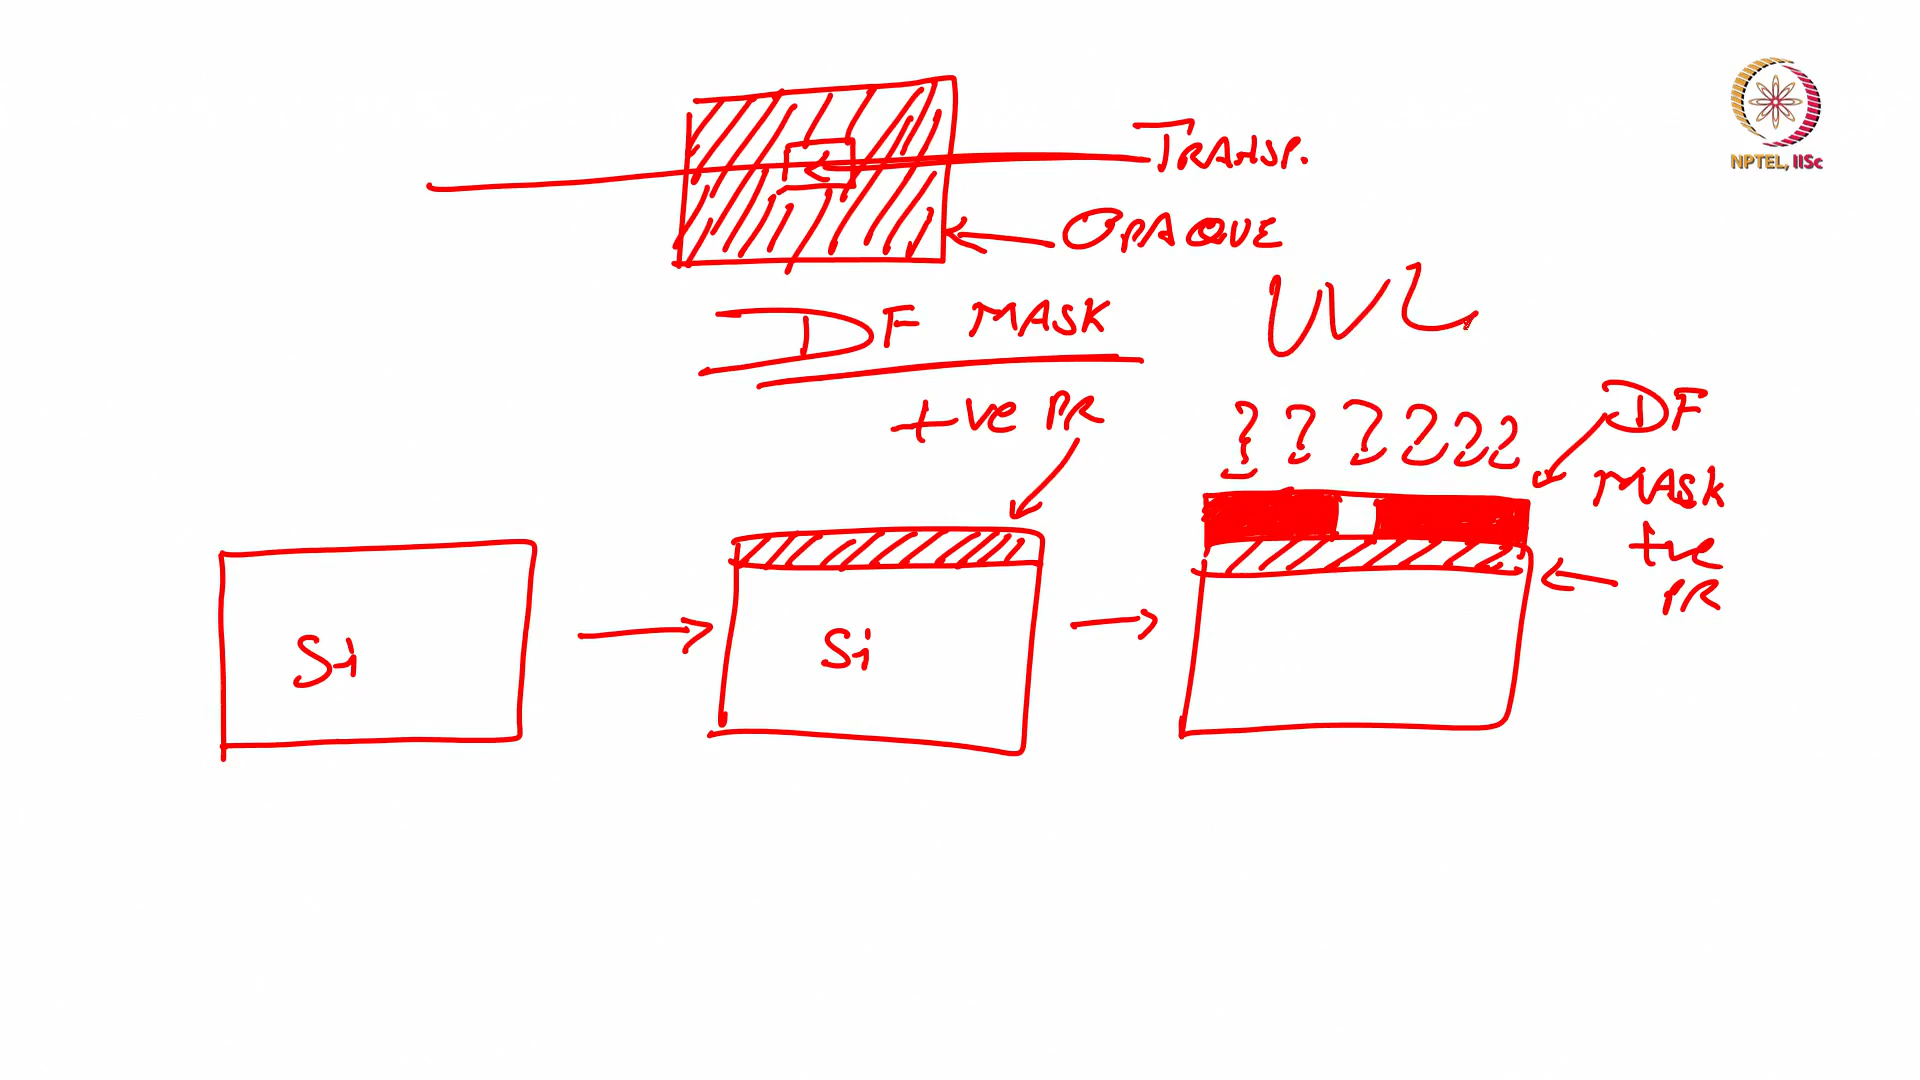 NPTEL, IISc
TRANSP.
OPAQUE
DF MASK
UVL
+ve PR
DF
MASK
+ve
PR
Si
Si